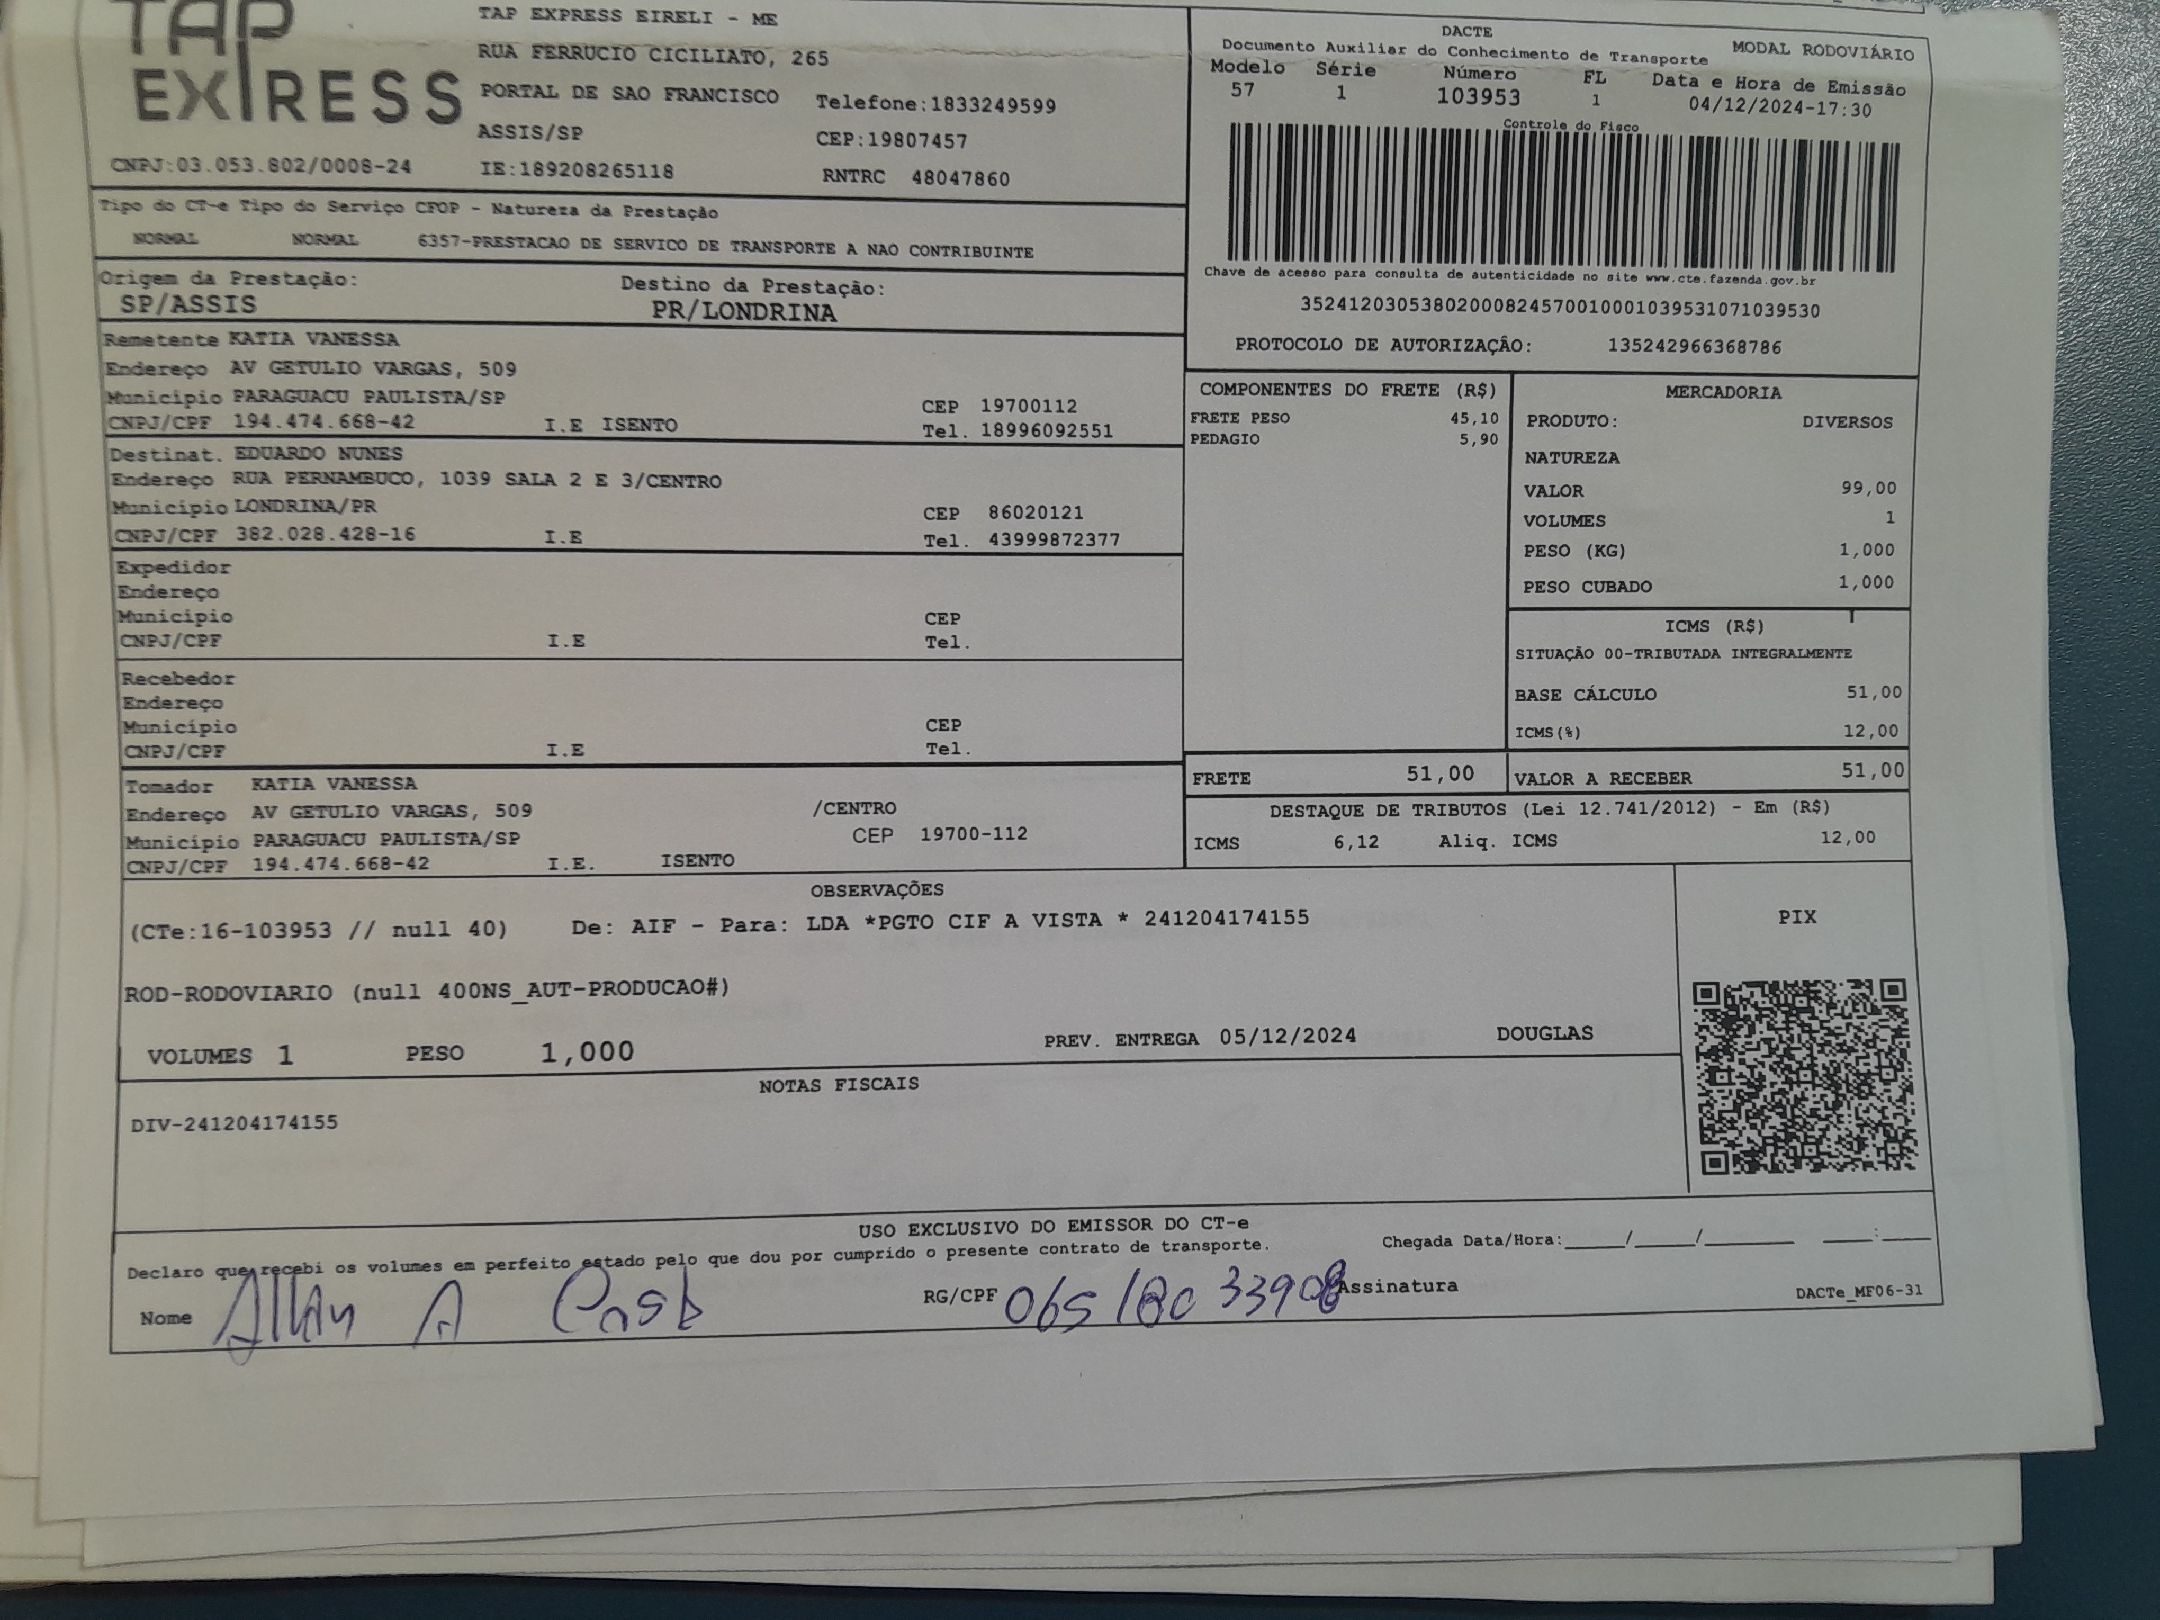 TAP
EXPRESS
TAP EXPRESS EIRELI - ME
RUA FERRUCIO CICILIATO, 265
PORTAL DE SAO FRANCISCO Telefone:1833249599
ASSIS/SP CEP:19807457
CNPJ:03.053.802/0008-24 IE:189208265118 RNTRC 48047860
DACTE
Documento Auxiliar do Conhecimento de Transporte MODAL RODOVIÁRIO
Modelo Série Número FL Data e Hora de Emissão
57 1 103953 1 04/12/2024-17:30
Controle do Fisco
Chave de acesso para consulta de autenticidade no site www.cte.fazenda.gov.br
35241203053802000824570010001039531071039530
PROTOCOLO DE AUTORIZAÇÃO: 135242966368786
Tipo do CT-e Tipo do Serviço CFOP - Natureza da Prestação
NORMAL NORMAL 6357-PRESTACAO DE SERVICO DE TRANSPORTE A NAO CONTRIBUINTE
Origem da Prestação: Destino da Prestação:
SP/ASSIS PR/LONDRINA
Remetente KATIA VANESSA
Endereço AV GETULIO VARGAS, 509
Município PARAGUACU PAULISTA/SP CEP 19700112
CNPJ/CPF 194.474.668-42 I.E ISENTO Tel. 18996092551
Destinat. EDUARDO NUNES
Endereço RUA PERNAMBUCO, 1039 SALA 2 E 3/CENTRO
Município LONDRINA/PR CEP 86020121
CNPJ/CPF 382.028.428-16 I.E Tel. 43999872377
Expedidor
Endereço
Município CEP
CNPJ/CPF I.E Tel.
Recebedor
Endereço
Município CEP
CNPJ/CPF I.E Tel.
Tomador KATIA VANESSA
Endereço AV GETULIO VARGAS, 509 /CENTRO
Município PARAGUACU PAULISTA/SP CEP 19700-112
CNPJ/CPF 194.474.668-42 I.E. ISENTO
COMPONENTES DO FRETE (R$)
FRETE PESO 45,10
PEDAGIO 5,90
MERCADORIA
PRODUTO: DIVERSOS
NATUREZA
VALOR 99,00
VOLUMES 1
PESO (KG) 1,000
PESO CUBADO 1,000
ICMS (R$)
SITUAÇÃO 00-TRIBUTADA INTEGRALMENTE
BASE CÁLCULO 51,00
ICMS(%) 12,00
FRETE 51,00 VALOR A RECEBER 51,00
DESTAQUE DE TRIBUTOS (Lei 12.741/2012) - Em (R$)
ICMS 6,12 Aliq. ICMS 12,00
OBSERVAÇÕES
(CTe:16-103953 // null 40) De: AIF - Para: LDA *PGTO CIF A VISTA * 241204174155
ROD-RODOVIARIO (null 400NS_AUT-PRODUCAO#)
VOLUMES 1 PESO 1,000 PREV. ENTREGA 05/12/2024 DOUGLAS
PIX
NOTAS FISCAIS
DIV-241204174155
USO EXCLUSIVO DO EMISSOR DO CT-e
Declaro que recebi os volumes em perfeito estado pelo que dou por cumprido o presente contrato de transporte. Chegada Data/Hora:_____/_____/_______ ____:____
Nome Allan A RG/CPF Assinatura DACTe_MF06-31